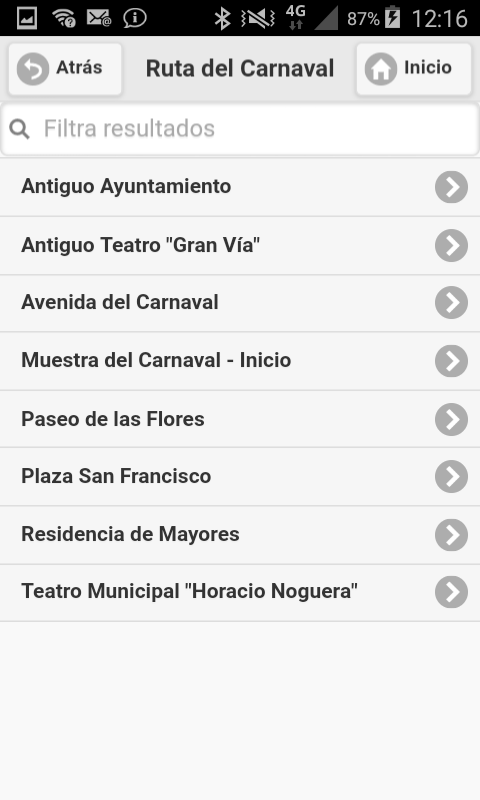 4G
87%
12:16
Atrás
Ruta del Carnaval
Inicio
Filtra resultados
Antiguo Ayuntamiento
Antiguo Teatro "Gran Vía"
Avenida del Carnaval
Muestra del Carnaval - Inicio
Paseo de las Flores
Plaza San Francisco
Residencia de Mayores
Teatro Municipal "Horacio Noguera"